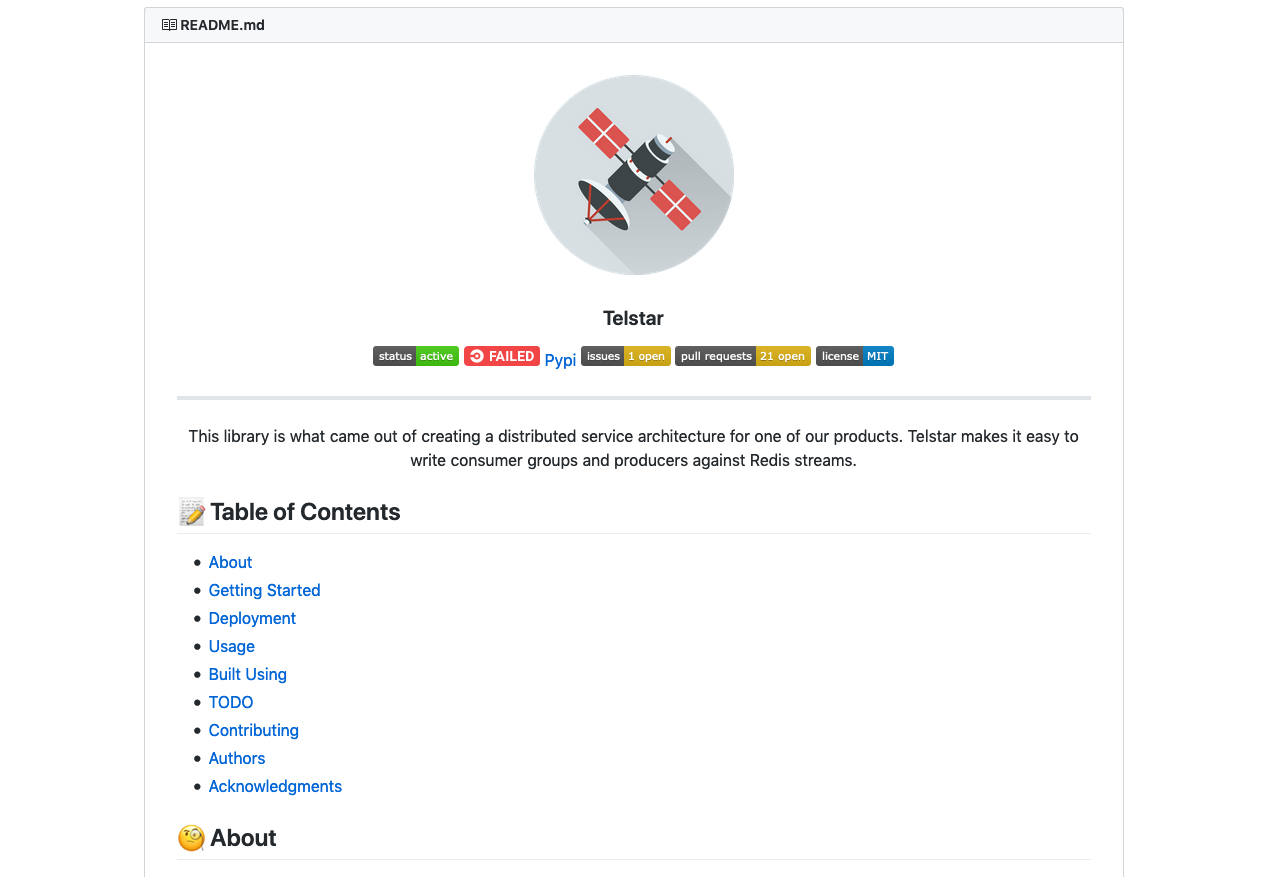 README.md
Telstar
status active FAILED Pypi issues 1 open pull requests 21 open license MIT
This library is what came out of creating a distributed service architecture for one of our products. Telstar makes it easy to
write consumer groups and producers against Redis streams.
Table of Contents
About
Getting Started
Deployment
Usage
Built Using
TODO
Contributing
Authors
Acknowledgments
About